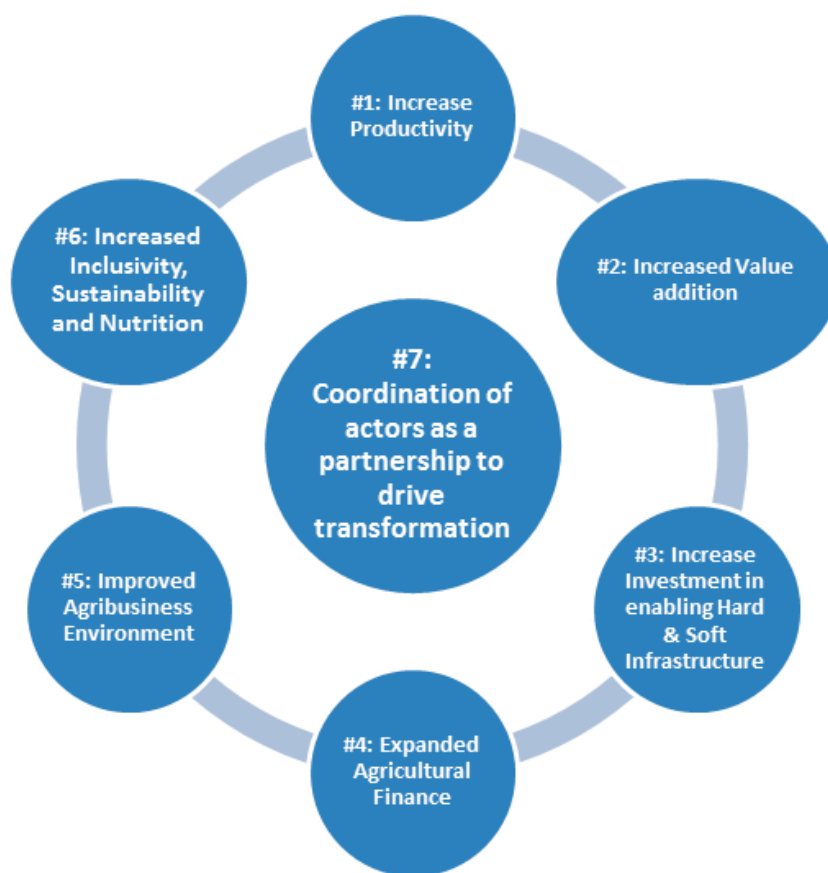 #1: Increase
Productivity
#2: Increased Value
addition
#3: Increase
Investment in
enabling Hard
& Soft
Infrastructure
#4: Expanded
Agricultural
Finance
#5: Improved
Agribusiness
Environment
#6: Increased
Inclusivity,
Sustainability
and Nutrition
#7:
Coordination of
actors as a
partnership to
drive
transformation